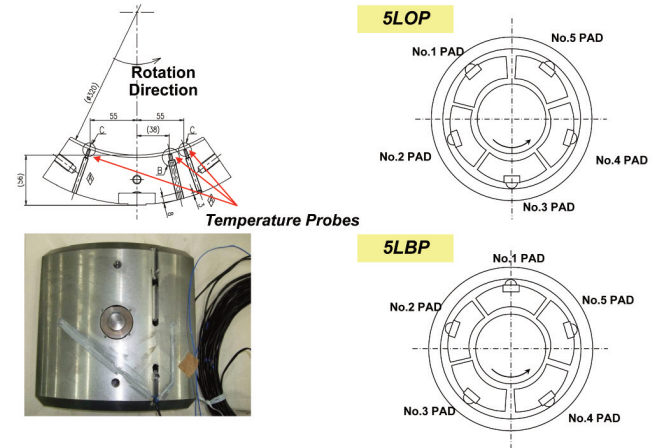 Rotation
Direction
(ø320)
55
55
(38)
C
C
B
(56)
8
Temperature Probes
5LOP
No.1 PAD
No.5 PAD
No.2 PAD
No.4 PAD
No.3 PAD
5LBP
No.1 PAD
No.2 PAD
No.5 PAD
No.3 PAD
No.4 PAD